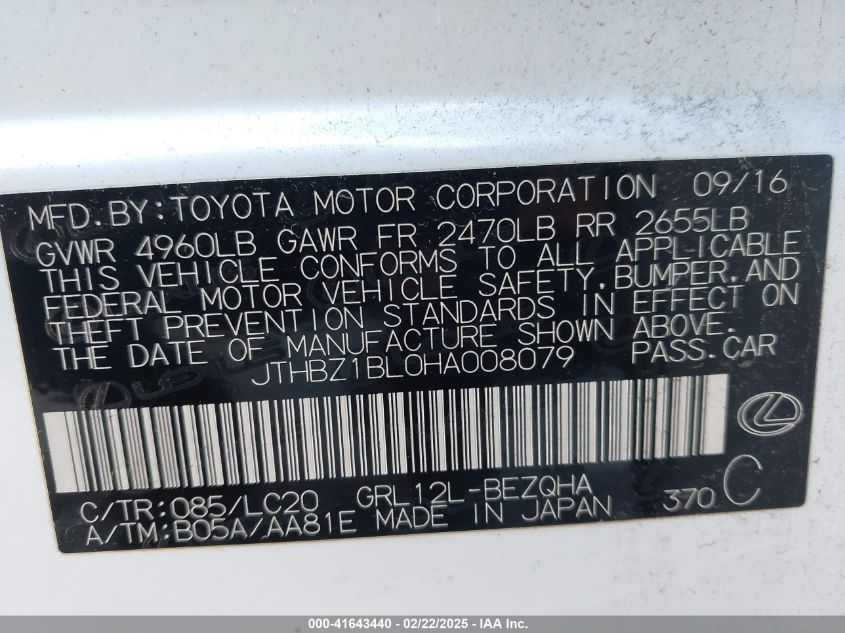 MFD. BY: TOYOTA MOTOR CORPORATION 09/16
GVWR 4960LB GAWR FR 2470LB RR 2655LB
THIS VEHICLE CONFORMS TO ALL APPLICABLE
FEDERAL MOTOR VEHICLE SAFETY, BUMPER, AND
THEFT PREVENTION STANDARDS IN EFFECT ON
THE DATE OF MANUFACTURE SHOWN ABOVE.
JTHBZ1BL0HA008079 PASS. CAR
C/TR: 085/LC20 GRL12L-BEZQHA 370 C
A/TM: B05A/AA81E MADE IN JAPAN
000-41643440 - 02/22/2025 - IAA Inc.